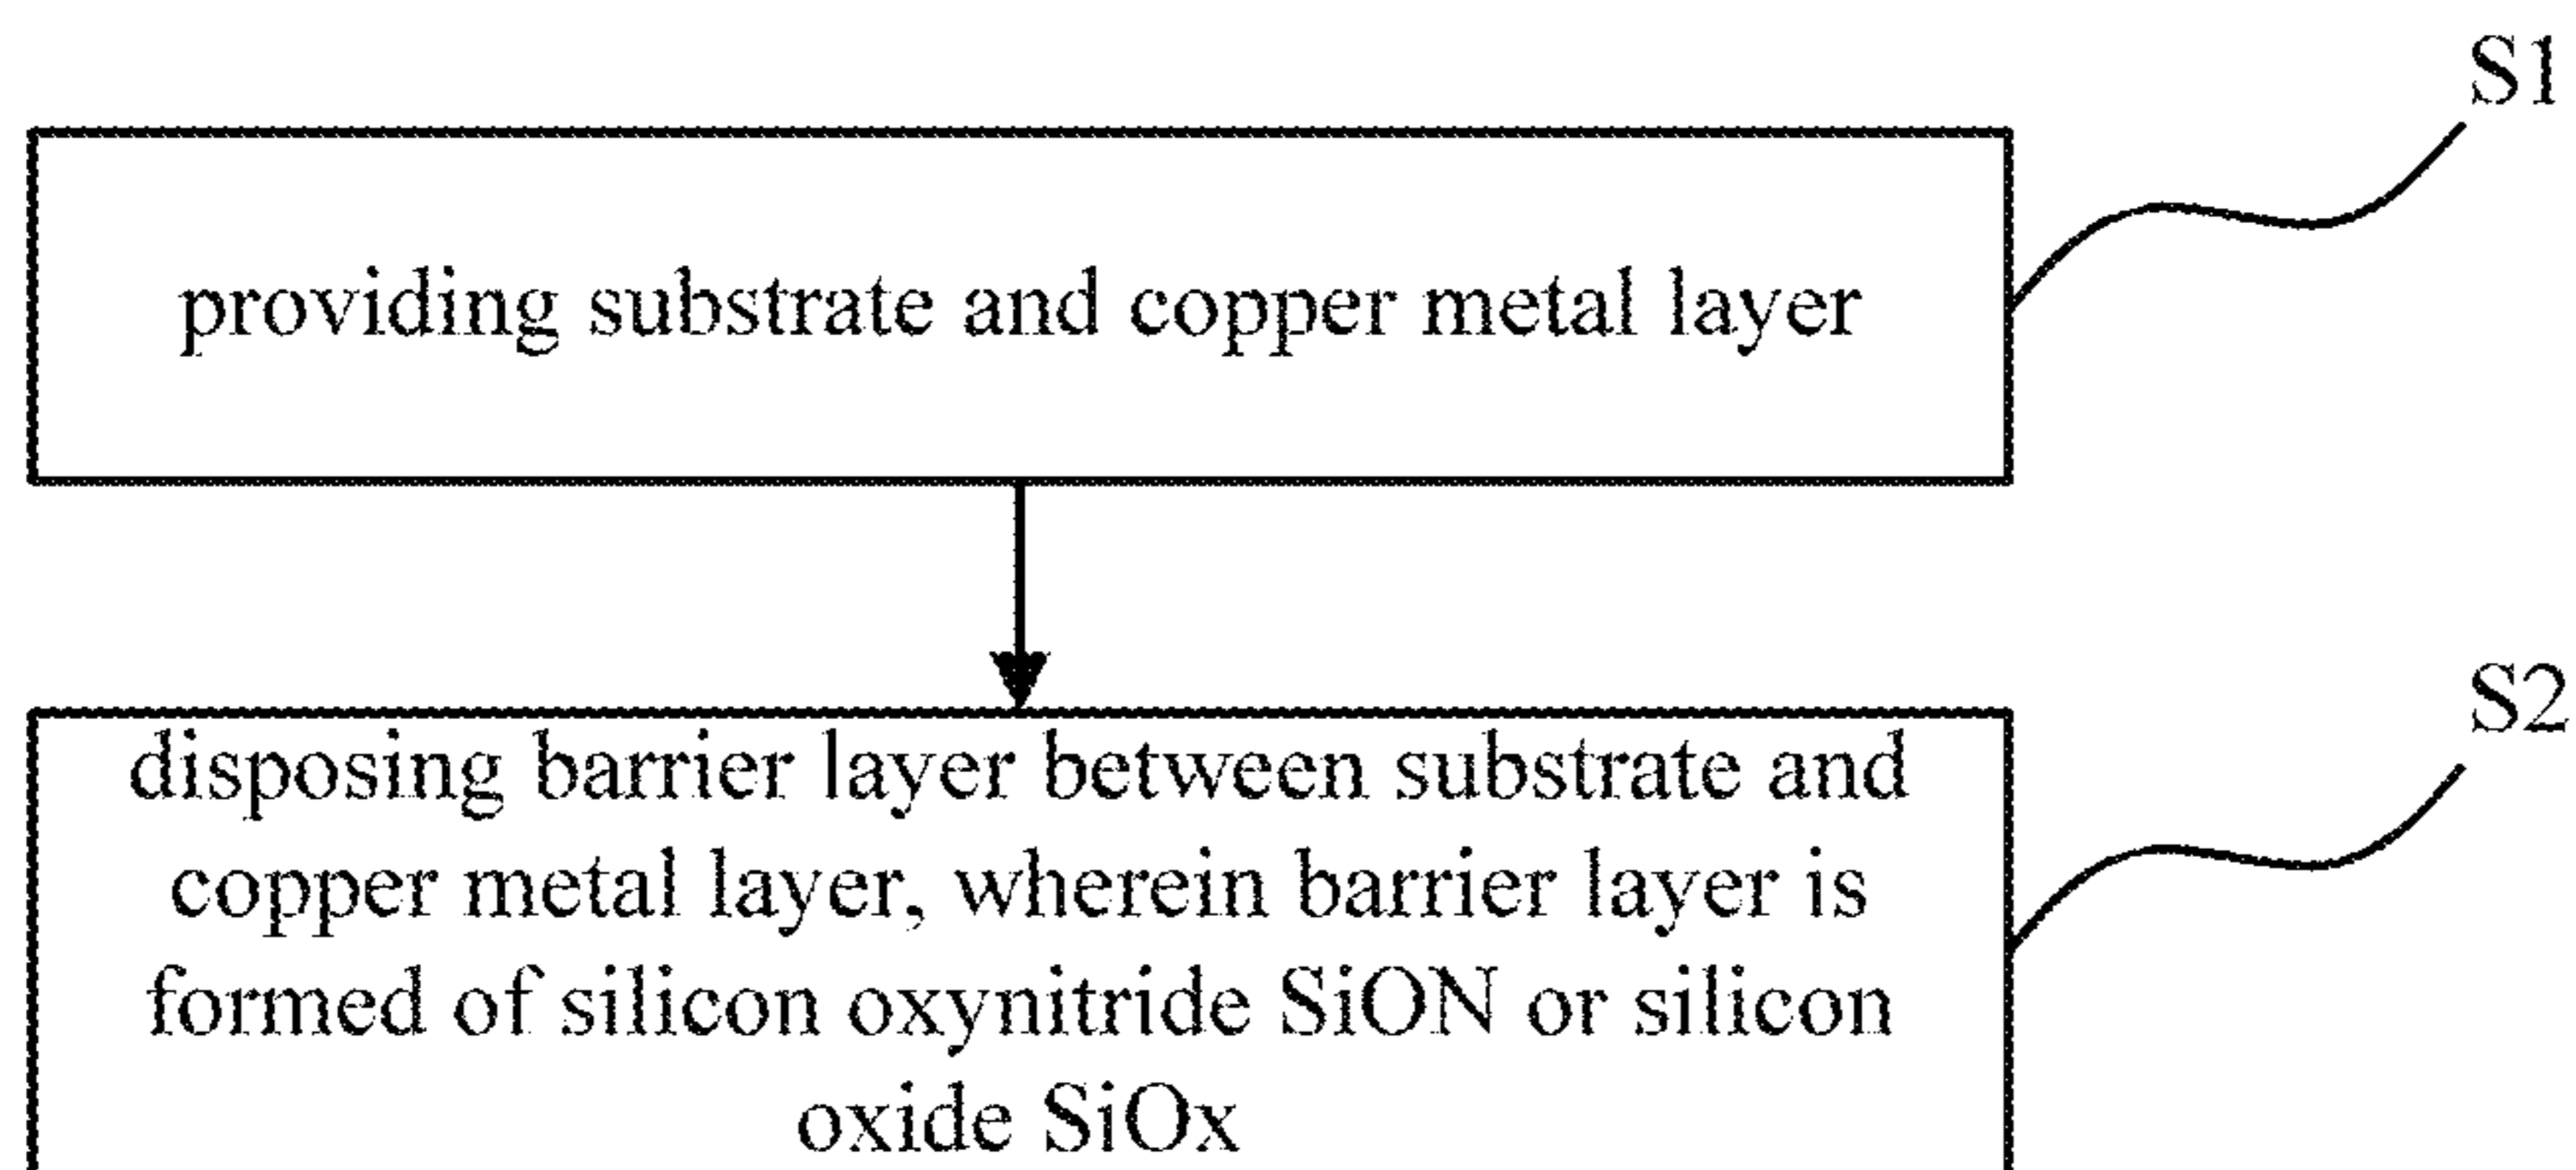 S1
providing substrate and copper metal layer
S2
disposing barrier layer between substrate and
copper metal layer, wherein barrier layer is
formed of silicon oxynitride SiON or silicon
oxide SiOx